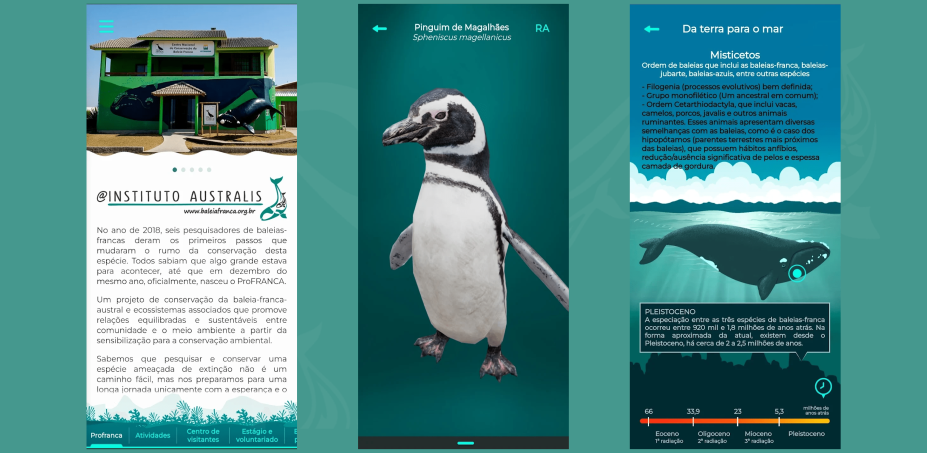 @INSTITUTO AUSTRALIS
www.baleiafranca.org.br
No ano de 2018, seis pesquisadores de baleias-
francas deram os primeiros passos que
mudaram o rumo da conservação desta
espécie. Todos sabiam que algo grande estava
para acontecer, até que em dezembro do
mesmo ano, oficialmente, nasceu o ProFRANCA.
Um projeto de conservação da baleia-franca-
austral e ecossistemas associados que promove
relações equilibradas e sustentáveis entre
comunidade e o meio ambiente a partir da
sensibilização para a conservação ambiental.
Sabemos que pesquisar e conservar uma
espécie ameaçada de extinção não é um
caminho fácil, mas nos preparamos para uma
longa jornada unicamente com a esperança e o
Profranca
Atividades
Centro de
visitantes
Estágio e
voluntariado
Pinguim de Magalhães
Spheniscus magellanicus
RA
Da terra para o mar
Misticetos
Ordem de baleias que inclui as baleias-franca, baleias-
jubarte, baleias-azuis, entre outras espécies
- Filogenia (processos evolutivos) bem definida;
- Grupo monofilético (Um ancestral em comum);
- Ordem Cetarthiodactyla, que inclui vacas,
camelos, porcos, javalis e outros animais
ruminantes. Esses animais apresentam diversas
semelhanças com as baleias, como é o caso dos
hipopótamos (parentes terrestres mais próximos
das baleias), que possuem hábitos anfíbios,
redução/ausência significativa de pelos e espessa
camada de gordura.
PLEISTOCENO
A especiação entre as três espécies de baleias-franca
ocorreu entre 920 mil e 1,8 milhões de anos atrás. Na
forma aproximada da atual, existem desde o
Pleistoceno, há cerca de 2 a 2,5 milhões de anos.
66
33,9
23
5,3
milhões de
anos atrás
Eoceno
1ª radiação
Oligoceno
2ª radiação
Mioceno
3ª radiação
Pleistoceno